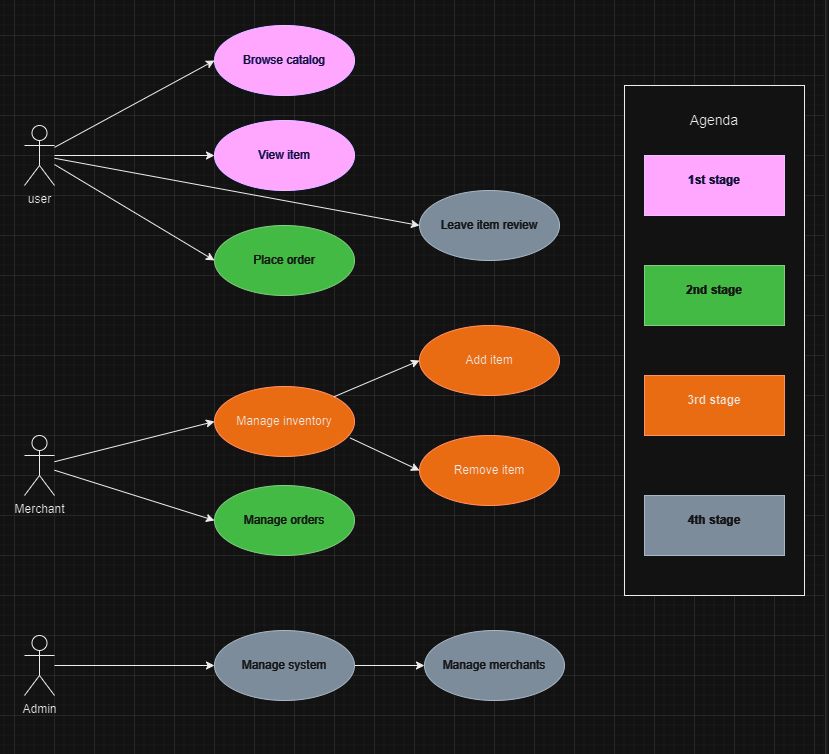 Browse catalog
View item
user
Leave item review
Place order
Add item
Manage inventory
Remove item
Merchant
Manage orders
Manage system
Manage merchants
Admin
Agenda
1st stage
2nd stage
3rd stage
4th stage